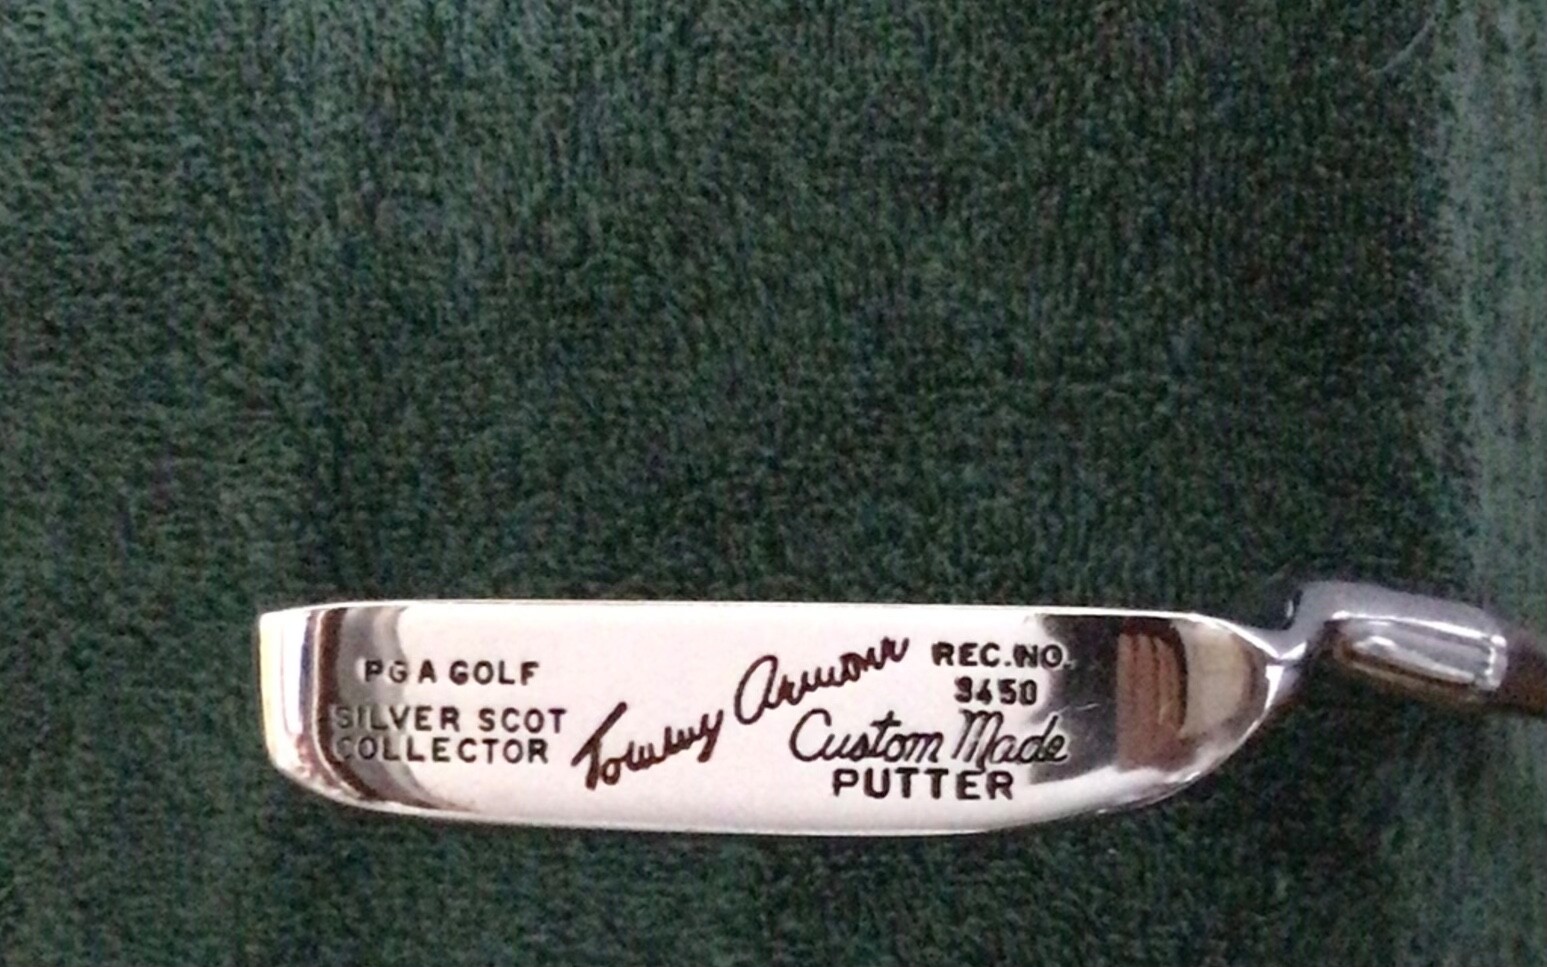 PGA GOLF
SILVER SCOT
COLLECTOR
Tommy Armour
REC.NO.
3450
Custom Made
PUTTER